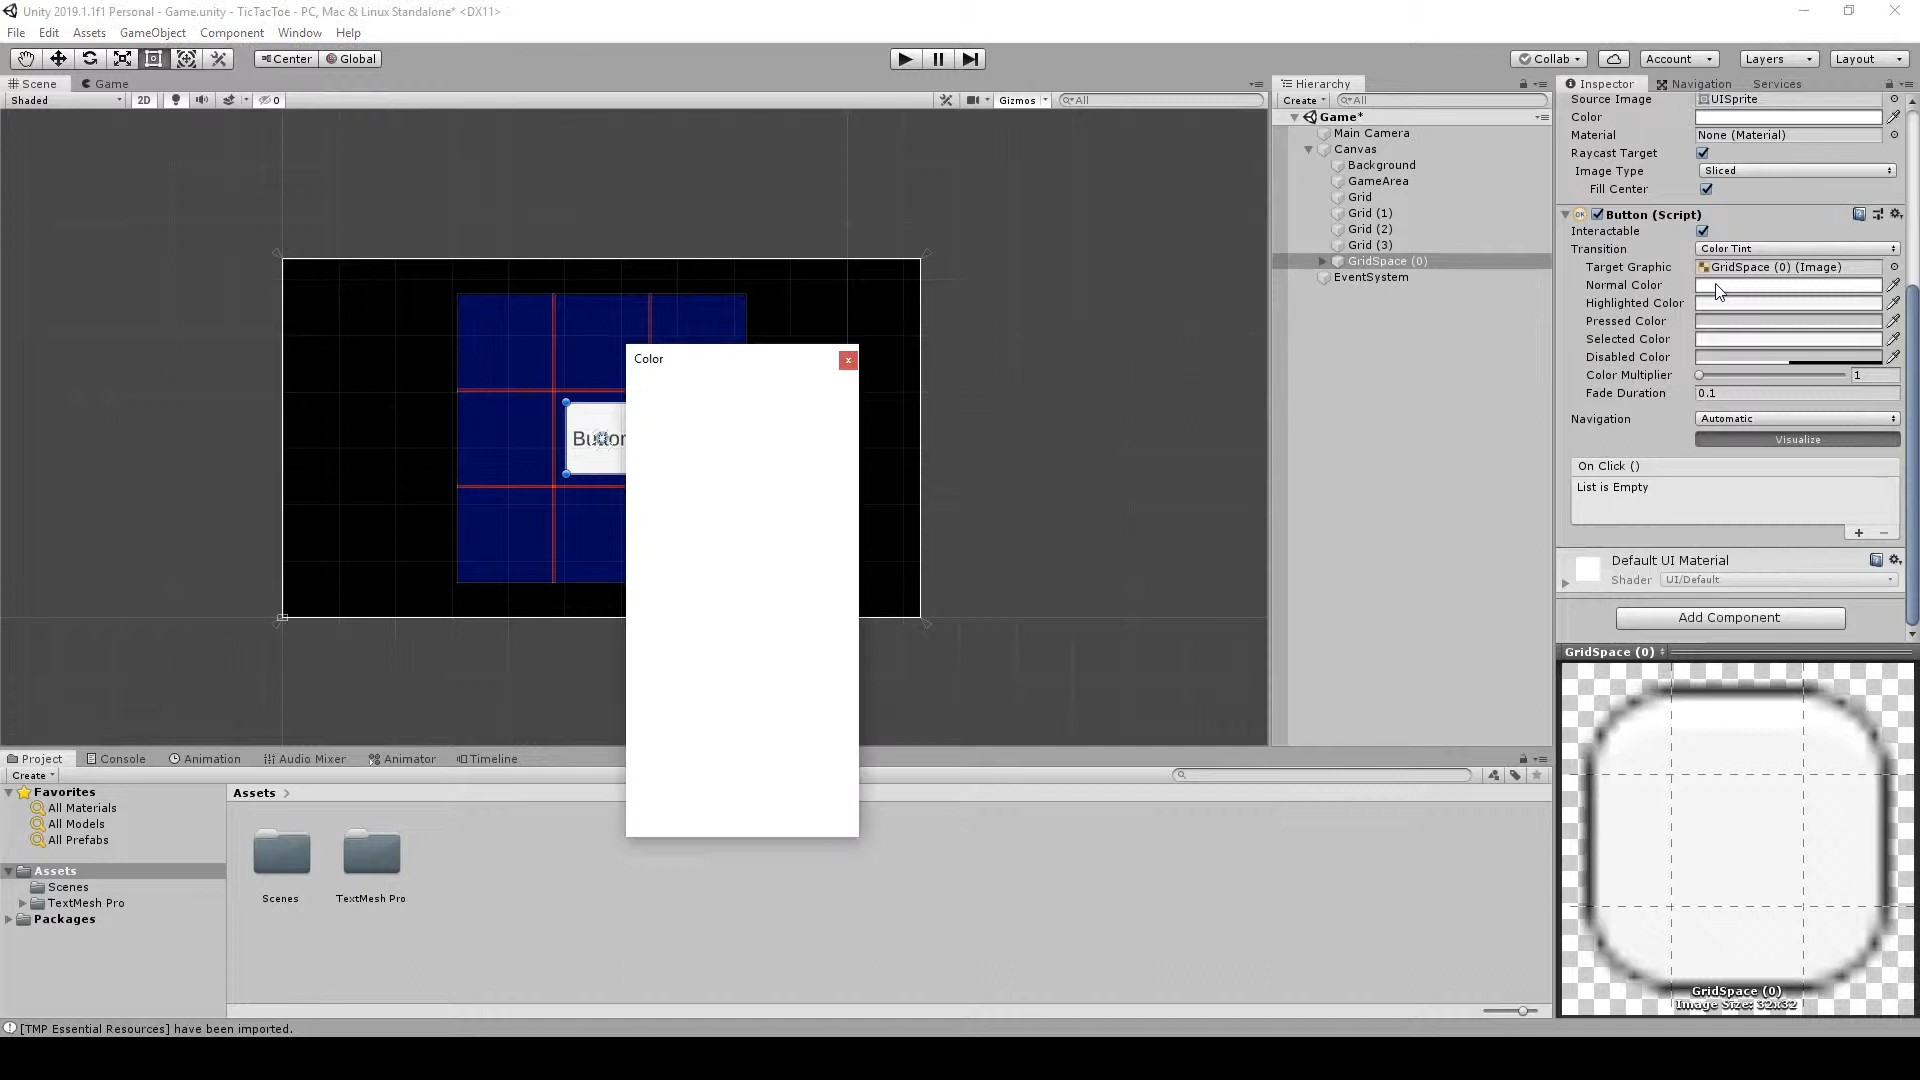 Unity 2019.1.1f1 Personal - Game.unity - TicTacToe - PC, Mac & Linux Standalone* <DX11>
File Edit Assets GameObject Component Window Help
Center Global Collab Account Layers Layout
Scene Game
Shaded 2D 0 Gizmos All
Hierarchy
Create All
Game*
Main Camera
Canvas
Background
GameArea
Grid
Grid (1)
Grid (2)
Grid (3)
GridSpace (0)
EventSystem
Inspector Navigation Services
Source Image UISprite
Color
Material None (Material)
Raycast Target
Image Type Sliced
Fill Center
Button (Script)
Interactable
Transition Color Tint
Target Graphic GridSpace (0) (Image)
Normal Color
Highlighted Color
Pressed Color
Selected Color
Disabled Color
Color Multiplier 1
Fade Duration 0.1
Navigation Automatic
Visualize
On Click ()
List is Empty
Default UI Material
Shader UI/Default
Add Component
GridSpace (0)
GridSpace (0)
Image Size: 32x32
Color
Button
Project Console Animation Audio Mixer Animator Timeline
Create
Favorites
All Materials
All Models
All Prefabs
Assets
Scenes
TextMesh Pro
Packages
Assets
Scenes TextMesh Pro
[TMP Essential Resources] have been imported.